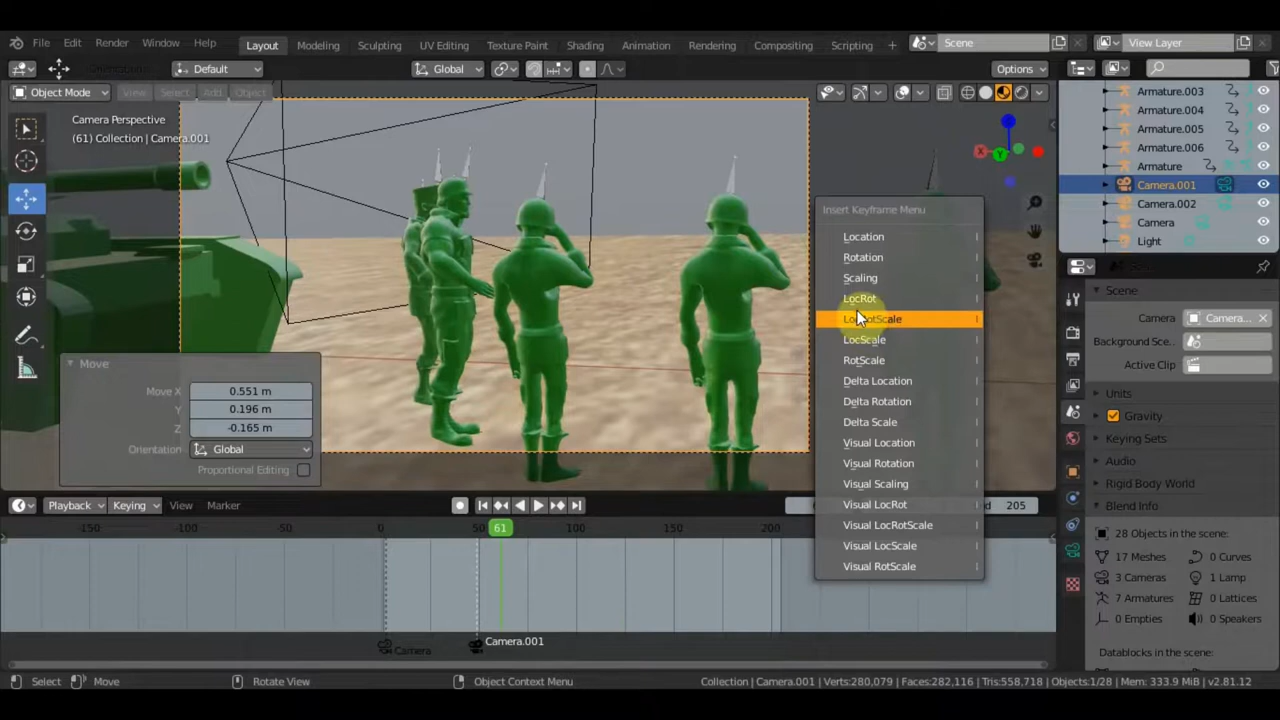 File Edit Render Window Help Layout Modeling Sculpting UV Editing Texture Paint Shading Animation Rendering Compositing Scripting + Scene View Layer
Default Global Options
Object Mode View Select Add Object
Camera Perspective
(61) Collection | Camera.001
X Y Z
Armature.003
Armature.004
Armature.005
Armature.006
Armature
Camera.001
Camera.002
Camera
Light
Insert Keyframe Menu
Location I
Rotation I
Scaling I
LocRot I
LocRotScale I
LocScale I
RotScale I
Delta Location I
Delta Rotation I
Delta Scale I
Visual Location I
Visual Rotation I
Visual Scaling I
Visual LocRot I
Visual LocRotScale I
Visual LocScale I
Visual RotScale I
Move
Move X 0.551 m
Y 0.196 m
Z -0.165 m
Orientation Global
Proportional Editing
Scene
Camera Camera...
Background Sce...
Active Clip
Units
Gravity
Keying Sets
Audio
Rigid Body World
Blend Info
28 Objects in the scene:
17 Meshes 0 Curves
3 Cameras 1 Lamp
7 Armatures 0 Lattices
0 Empties 0 Speakers
Datablocks in the scene:
Playback Keying View Marker 205
-150 -100 -50 0 50 61 100 150 200
Camera Camera.001
Select Move Rotate View Object Context Menu Collection | Camera.001 | Verts:280,079 | Faces:282,116 | Tris:558,718 | Objects:1/28 | Mem: 333.9 MiB | v2.81.12